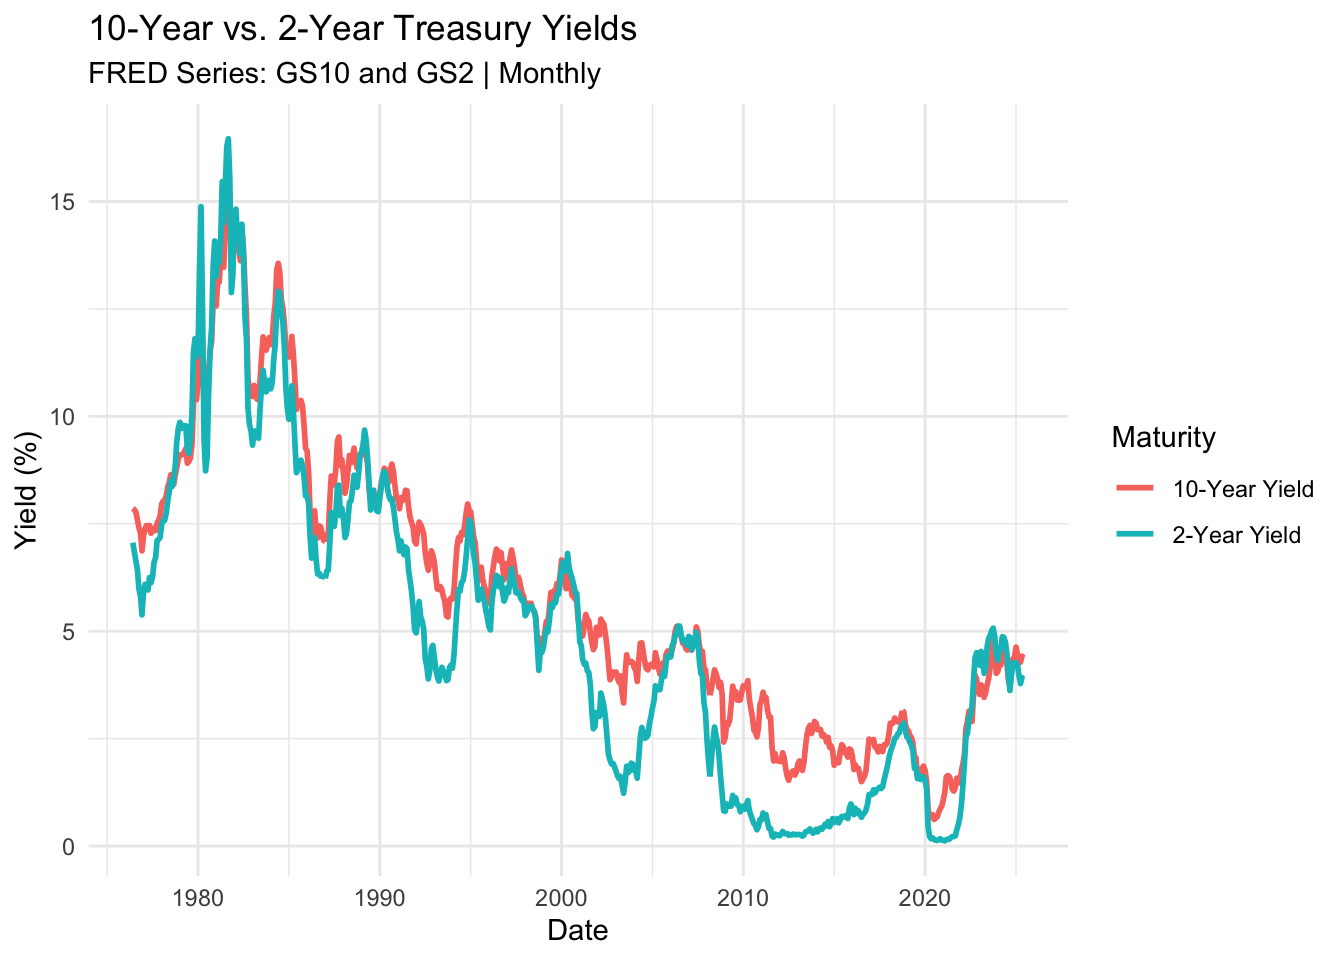 10-Year vs. 2-Year Treasury Yields
FRED Series: GS10 and GS2 | Monthly
Yield (%)
15
10
5
0
1980
1990
2000
2010
2020
Date
Maturity
10-Year Yield
2-Year Yield